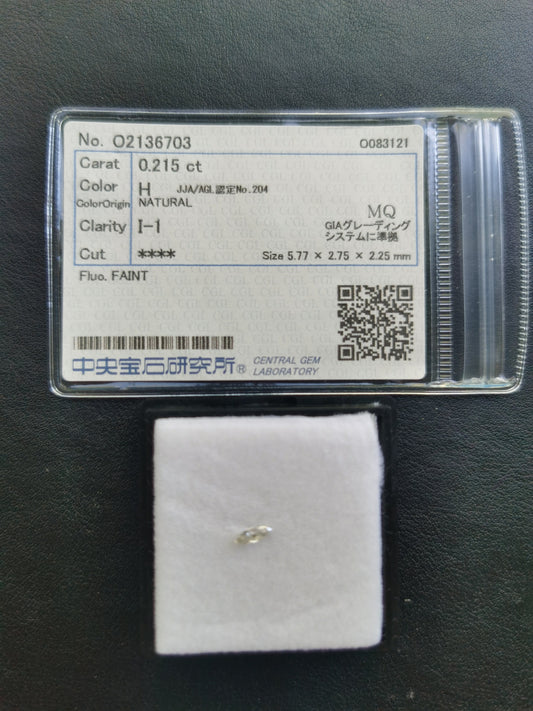 No. O2136703 O083121
Carat 0.215 ct
Color H JJA/AGL認定No.204
ColorOrigin NATURAL
MQ
Clarity I-1 GIAグレーディング
システムに準拠
Cut **** Size 5.77 × 2.75 × 2.25 mm
Fluo. FAINT
中央宝石研究所® CENTRAL GEM
LABORATORY